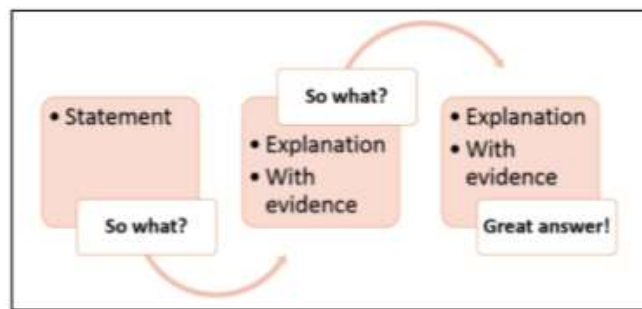 • Statement
So what?
So what?
• Explanation
• With
evidence
• Explanation
• With
evidence
Great answer!